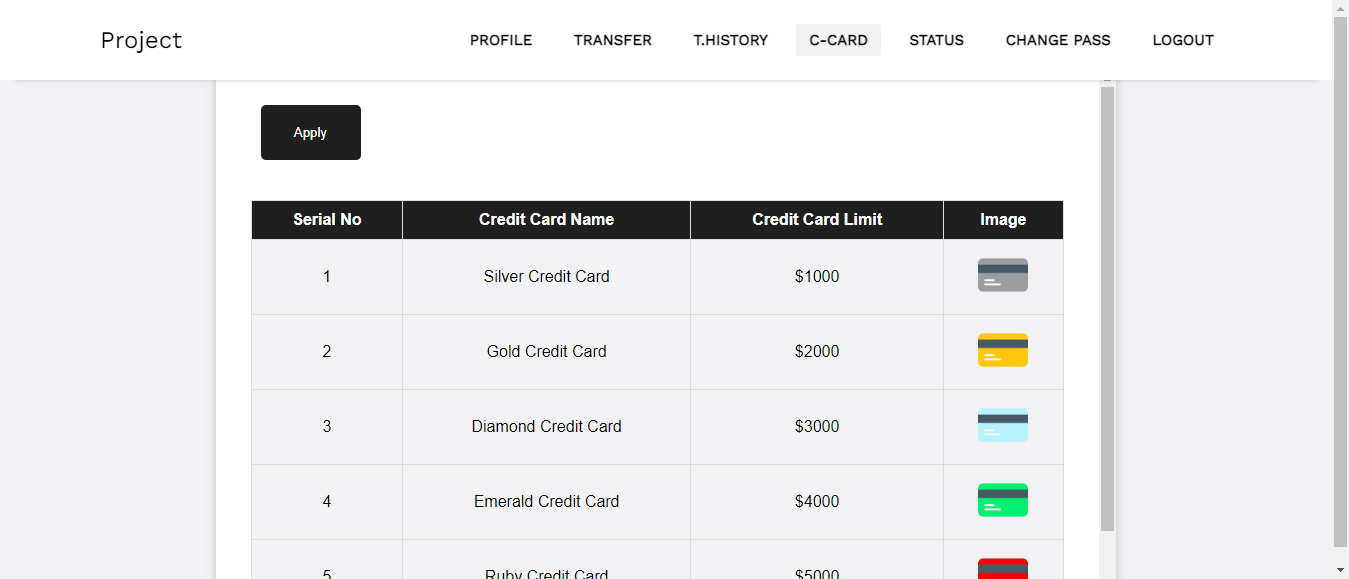 Project PROFILE TRANSFER T.HISTORY C-CARD STATUS CHANGE PASS LOGOUT
Apply
Serial No Credit Card Name Credit Card Limit Image
1 Silver Credit Card $1000
2 Gold Credit Card $2000
3 Diamond Credit Card $3000
4 Emerald Credit Card $4000
5 Ruby Credit Card $5000